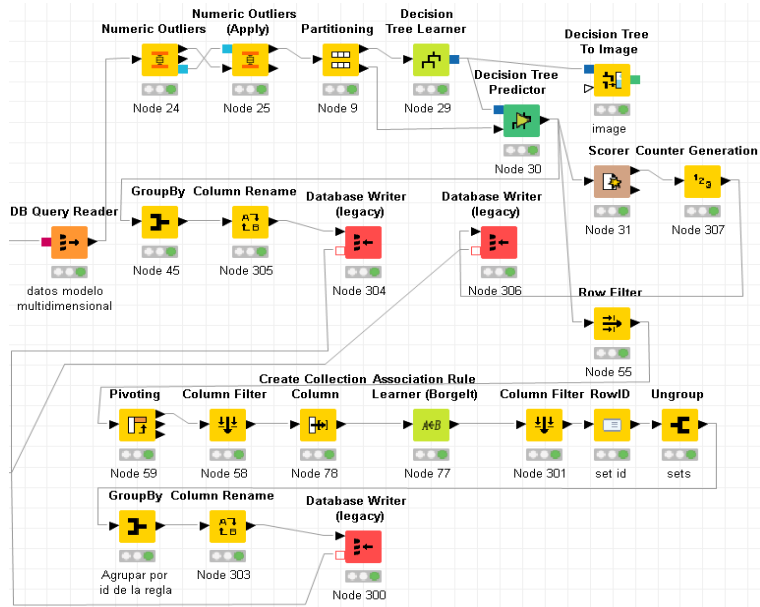 Numeric Outliers
Numeric Outliers
(Apply)
Partitioning
Decision
Tree Learner
Decision Tree
To Image
Node 24
Node 25
Node 9
Node 29
Decision Tree
Predictor
image
Node 30
Scorer
Counter Generation
1 2 3
Node 31
Node 307
DB Query Reader
GroupBy
Column Rename
Database Writer
(legacy)
Database Writer
(legacy)
A
B
Node 45
Node 305
Node 304
Node 306
datos modelo
multidimensional
Row Filter
Node 55
Create Collection
Association Rule
Pivoting
Column Filter
Column
Learner (Borgelt)
Column Filter
RowID
Ungroup
A B
Node 59
Node 58
Node 78
Node 77
Node 301
set id
sets
GroupBy
Column Rename
Database Writer
(legacy)
A
B
Agrupar por
id de la regla
Node 303
Node 300